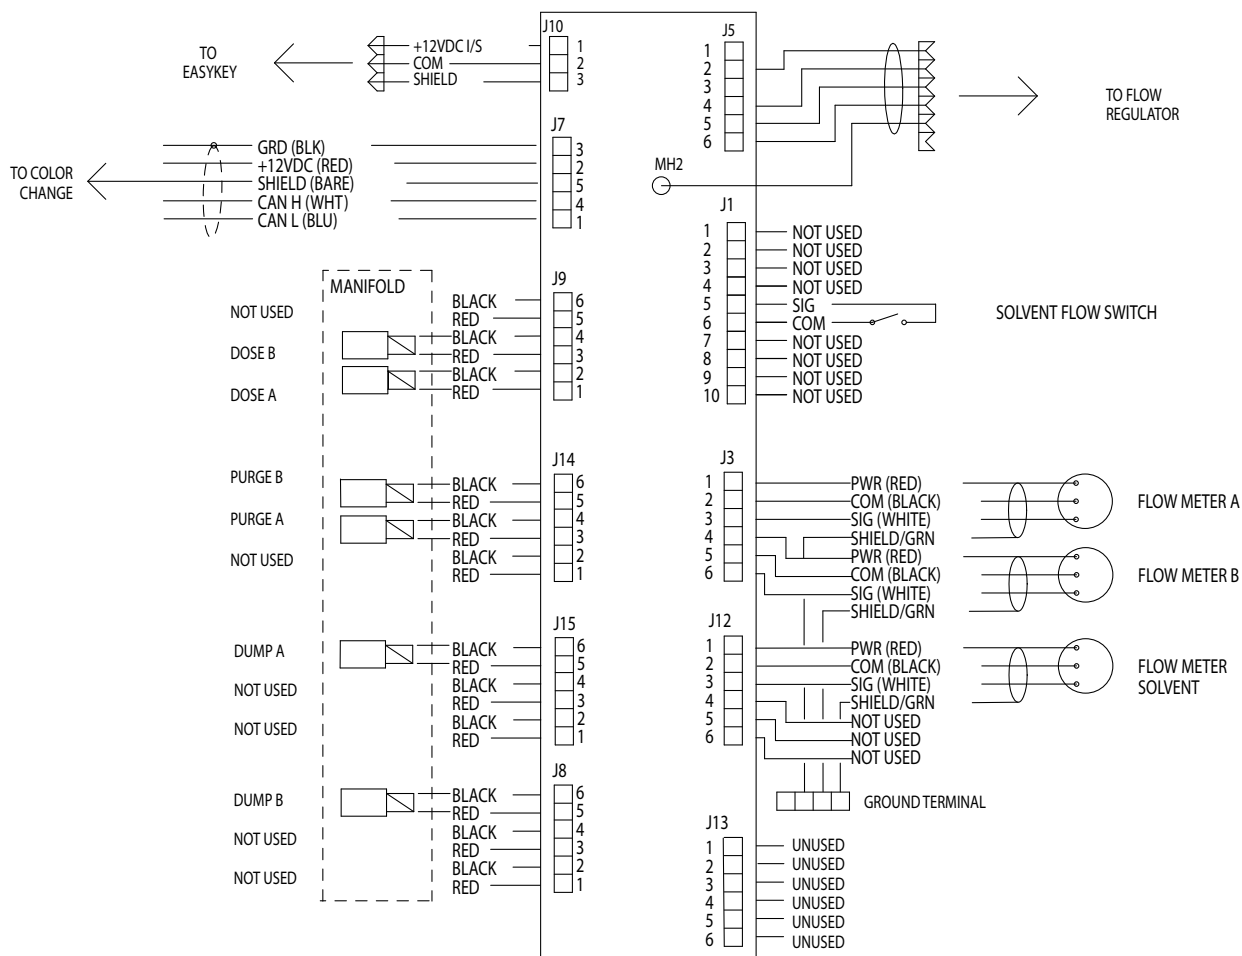 J10
TO
EASYKEY
+12VDC I/S 1
COM 2
SHIELD 3
J7
TO COLOR
CHANGE
GRD (BLK) 3
+12VDC (RED) 2
SHIELD (BARE) 5
CAN H (WHT) 4
CAN L (BLU) 1
MANIFOLD
J9
NOT USED
DOSE B
DOSE A
BLACK 6
RED 5
BLACK 4
RED 3
BLACK 2
RED 1
J14
PURGE B
PURGE A
NOT USED
BLACK 6
RED 5
BLACK 4
RED 3
BLACK 2
RED 1
J15
DUMP A
NOT USED
NOT USED
BLACK 6
RED 5
BLACK 4
RED 3
BLACK 2
RED 1
J8
DUMP B
NOT USED
NOT USED
BLACK 6
RED 5
BLACK 4
RED 3
BLACK 2
RED 1
J5
1
2
3
4
5
6
TO FLOW
REGULATOR
MH2
J1
1 NOT USED
2 NOT USED
3 NOT USED
4 NOT USED
5 SIG
6 COM
7 NOT USED
8 NOT USED
9 NOT USED
10 NOT USED
SOLVENT FLOW SWITCH
J3
1
2
3
4
5
6
PWR (RED)
COM (BLACK)
SIG (WHITE)
SHIELD/GRN
FLOW METER A
PWR (RED)
COM (BLACK)
SIG (WHITE)
SHIELD/GRN
FLOW METER B
J12
1
2
3
4
5
6
PWR (RED)
COM (BLACK)
SIG (WHITE)
SHIELD/GRN
NOT USED
NOT USED
NOT USED
FLOW METER
SOLVENT
GROUND TERMINAL
J13
1 UNUSED
2 UNUSED
3 UNUSED
4 UNUSED
5 UNUSED
6 UNUSED